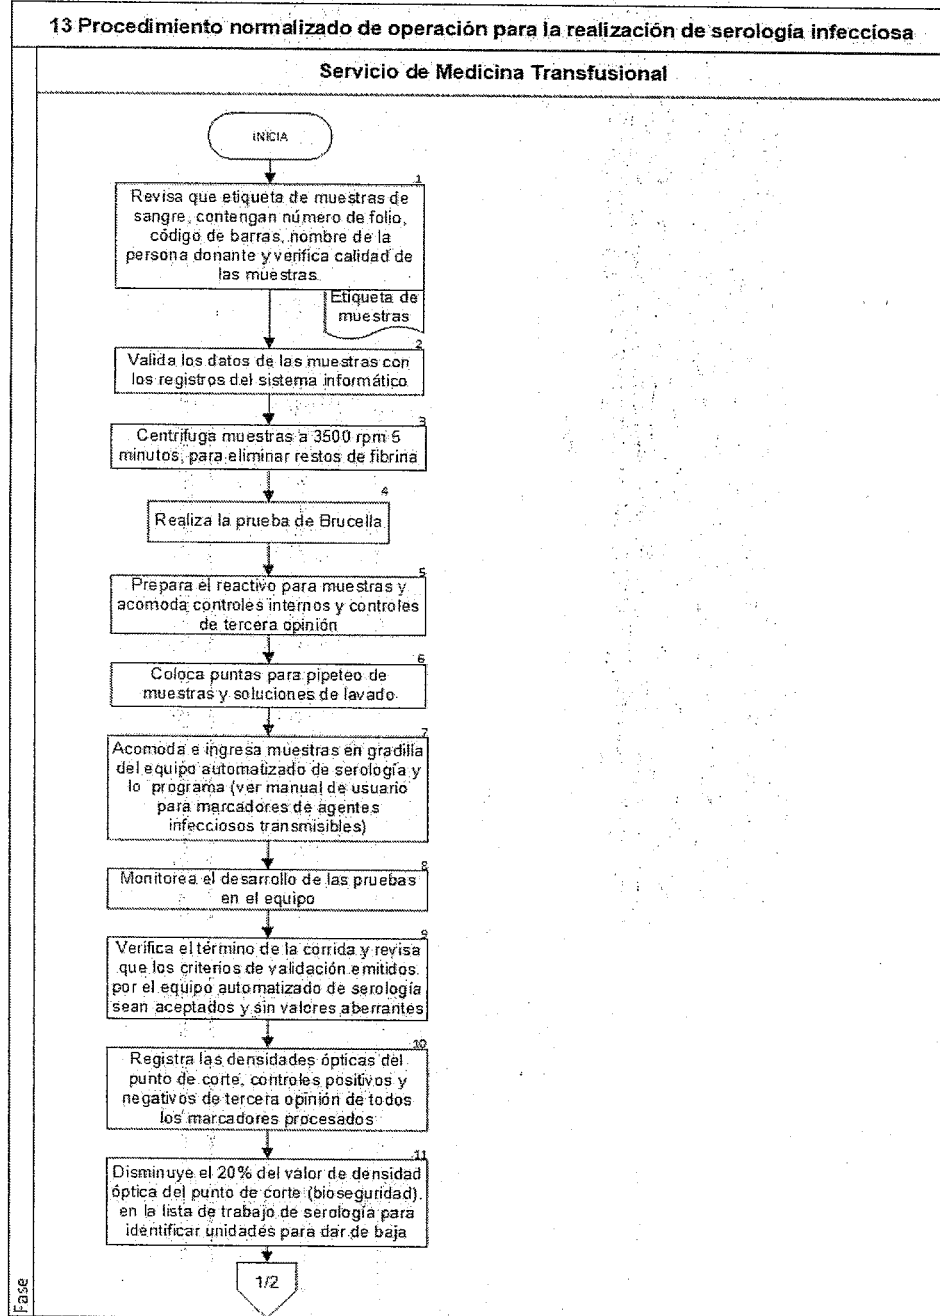 13 Procedimiento normalizado de operación para la realización de serología infecciosa
Servicio de Medicina Transfusional
INICIA
1
Revisa que etiqueta de muestras de
sangre, contengan número de folio,
código de barras, nombre de la
persona donante y verifica calidad de
las muestras.
Etiqueta de
muestras
2
Valida los datos de las muestras con
los registros del sistema informático
3
Centrifuga muestras a 3500 rpm 5
minutos, para eliminar restos de fibrina
4
Realiza la prueba de Brucella
5
Prepara el reactivo para muestras y
acomoda controles internos y controles
de tercera opinión
6
Coloca puntas para pipeteo de
muestras y soluciones de lavado
7
Acomoda e ingresa muestras en gradilla
del equipo automatizado de serología y
lo programa (ver manual de usuario
para marcadores de agentes
infecciosos transmisibles)
8
Monitorea el desarrollo de las pruebas
en el equipo
9
Verifica el término de la corrida y revisa
que los criterios de validación emitidos
por el equipo automatizado de serología
sean aceptados y sin valores aberrantes
10
Registra las densidades ópticas del
punto de corte, controles positivos y
negativos de tercera opinión de todos
los marcadores procesados
11
Disminuye el 20% del valor de densidad
óptica del punto de corte (bioseguridad)
en la lista de trabajo de serología para
identificar unidades para dar de baja
1/2
Fase